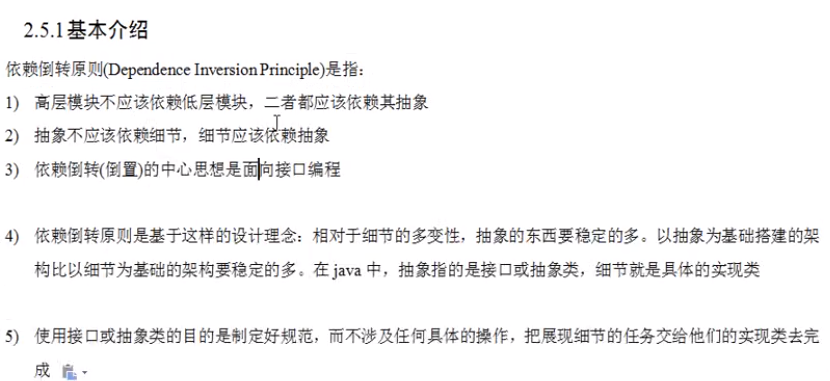 2.5.1基本介绍
依赖倒转原则(Dependence Inversion Principle)是指：
1) 高层模块不应该依赖低层模块，二者都应该依赖其抽象
2) 抽象不应该依赖细节，细节应该依赖抽象
3) 依赖倒转(倒置)的中心思想是面向接口编程
4) 依赖倒转原则是基于这样的设计理念：相对于细节的多变性，抽象的东西要稳定的多。以抽象为基础搭建的架
构比以细节为基础的架构要稳定的多。在 java 中，抽象指的是接口或抽象类，细节就是具体的实现类
5) 使用接口或抽象类的目的是制定好规范，而不涉及任何具体的操作，把展现细节的任务交给他们的实现类去完
成